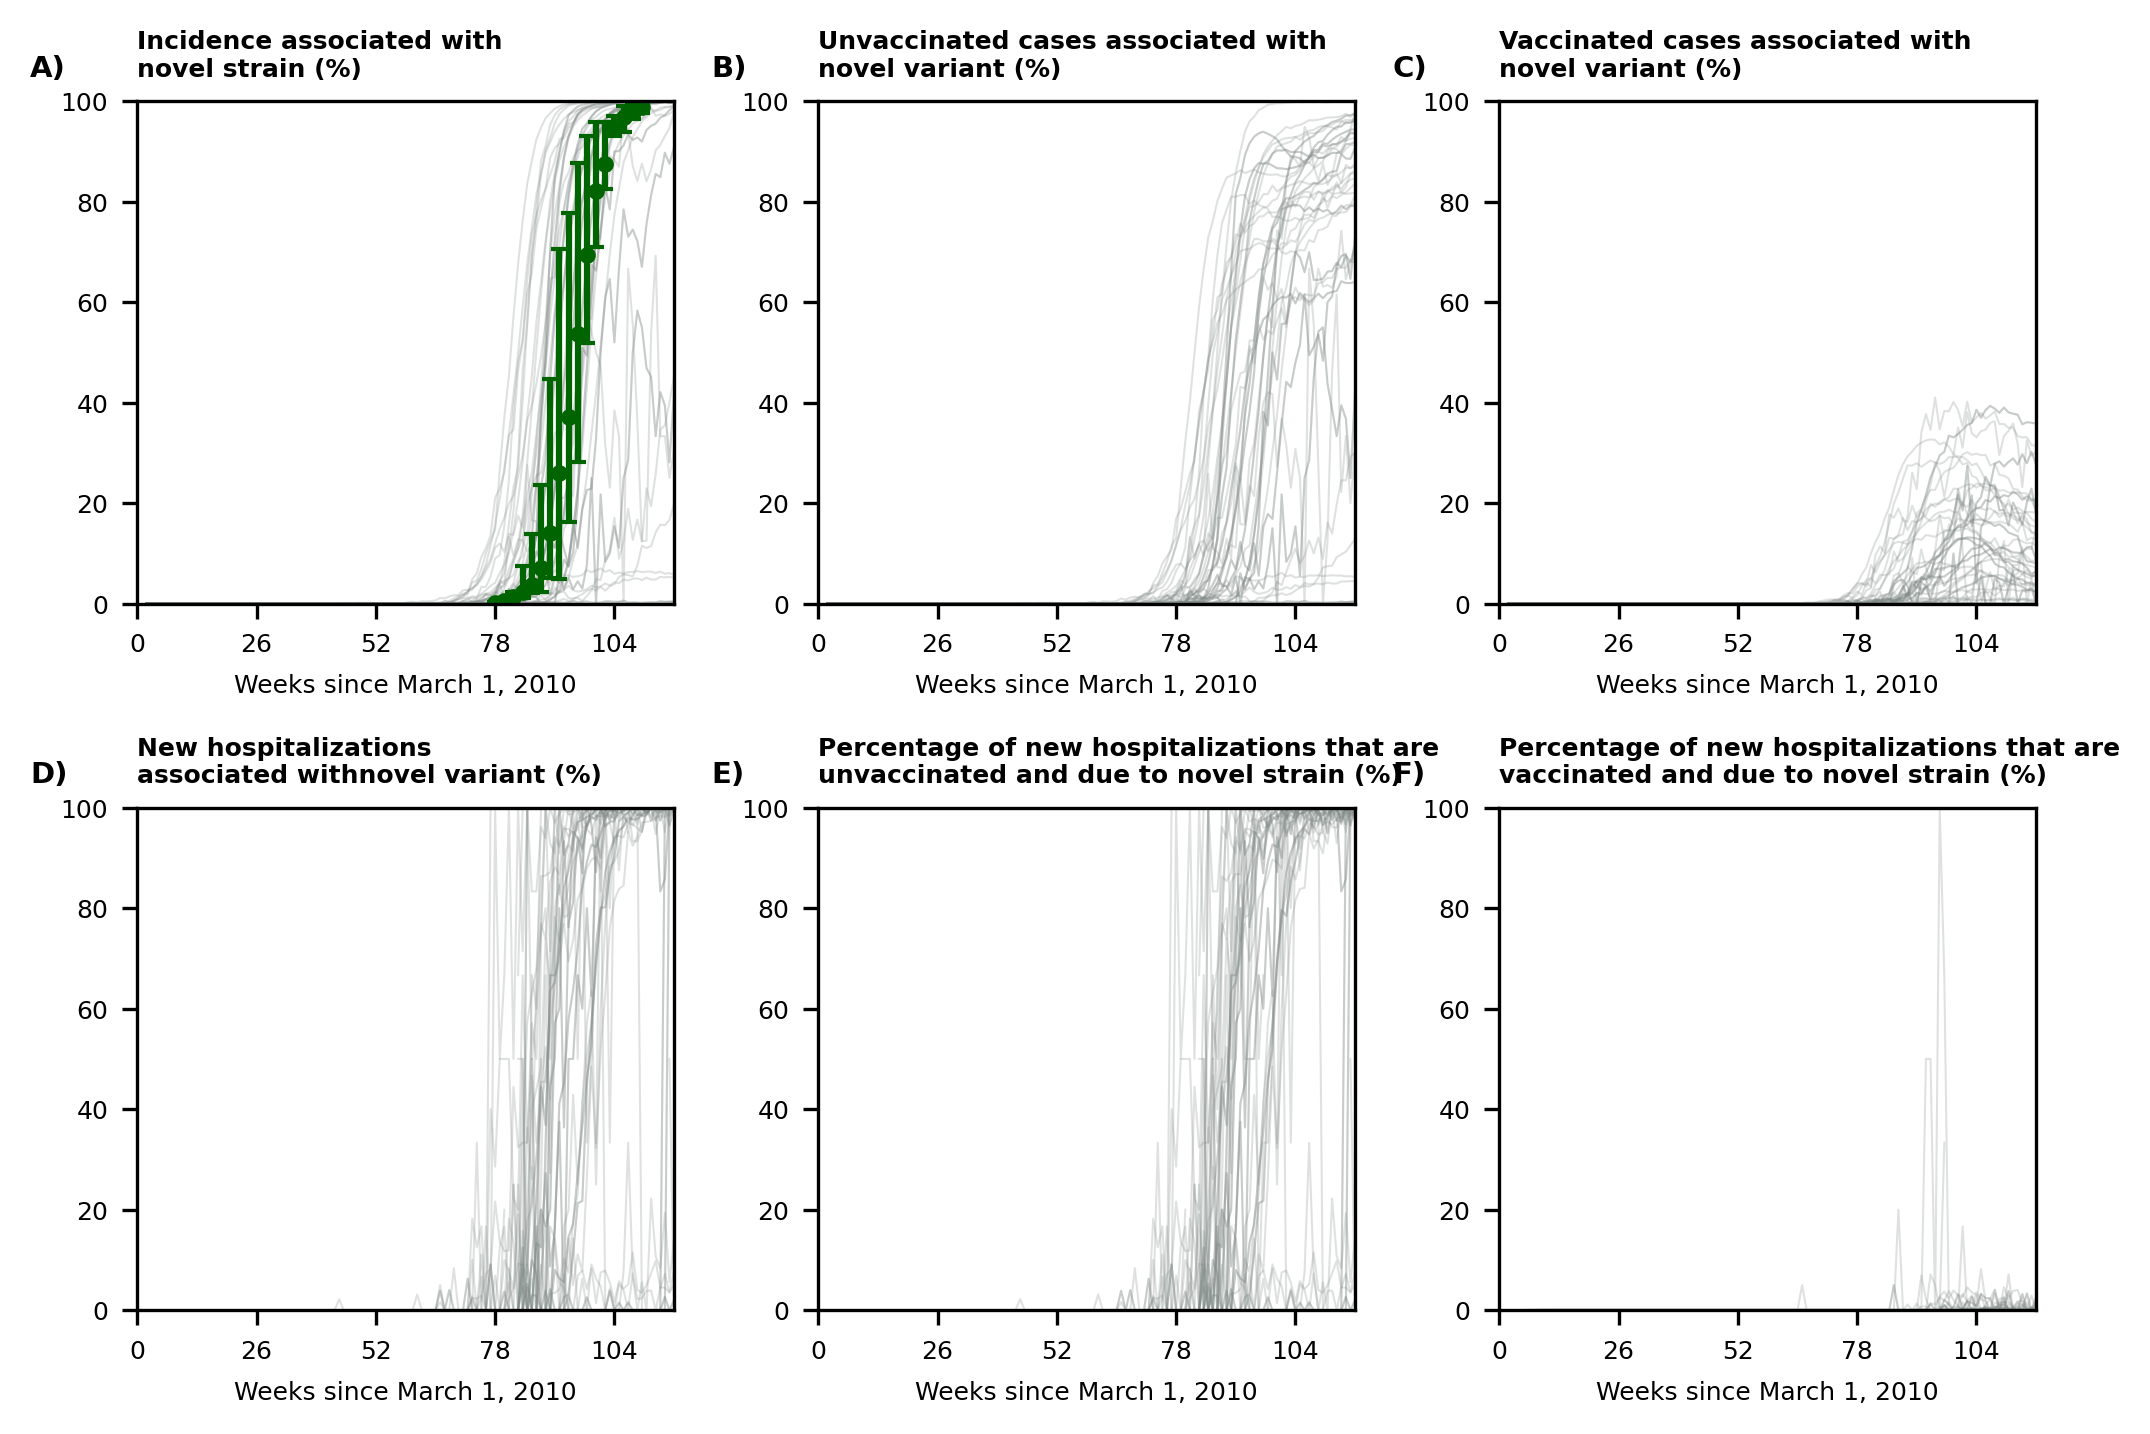 A)
Incidence associated with
novel strain (%)
100
80
60
40
20
0
0 26 52 78 104
Weeks since March 1, 2010
B)
Unvaccinated cases associated with
novel variant (%)
100
80
60
40
20
0
0 26 52 78 104
Weeks since March 1, 2010
C)
Vaccinated cases associated with
novel variant (%)
100
80
60
40
20
0
0 26 52 78 104
Weeks since March 1, 2010
D)
New hospitalizations
associated withnovel variant (%)
100
80
60
40
20
0
0 26 52 78 104
Weeks since March 1, 2010
E)
Percentage of new hospitalizations that are
unvaccinated and due to novel strain (%)
100
80
60
40
20
0
0 26 52 78 104
Weeks since March 1, 2010
F)
Percentage of new hospitalizations that are
vaccinated and due to novel strain (%)
100
80
60
40
20
0
0 26 52 78 104
Weeks since March 1, 2010